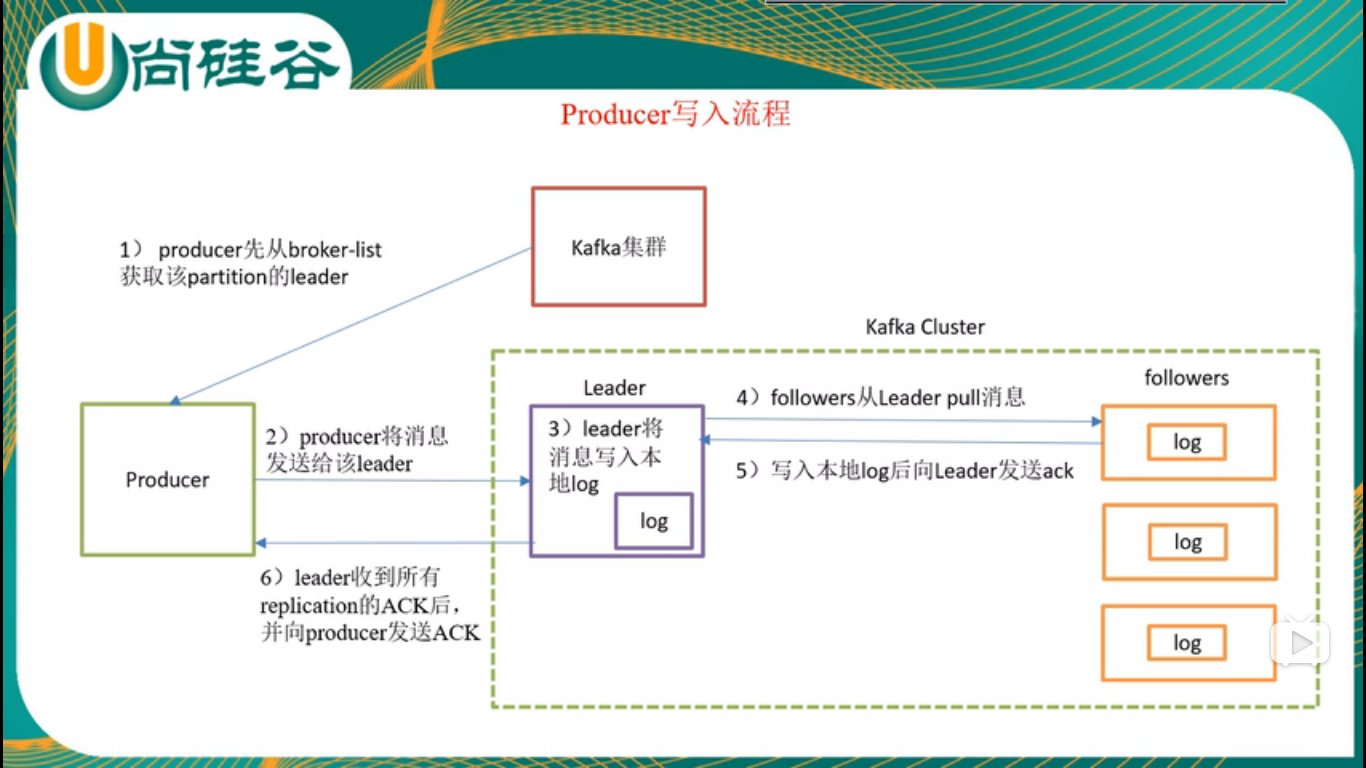 U尚硅谷
Producer写入流程
Kafka集群
1） producer先从broker-list
获取该partition的leader
Kafka Cluster
Leader
followers
3）leader将
消息写入本
地log
log
4）followers从Leader pull消息
log
5）写入本地log后向Leader发送ack
2）producer将消息
发送给该leader
Producer
log
6）leader收到所有
replication的ACK后，
并向producer发送ACK
log